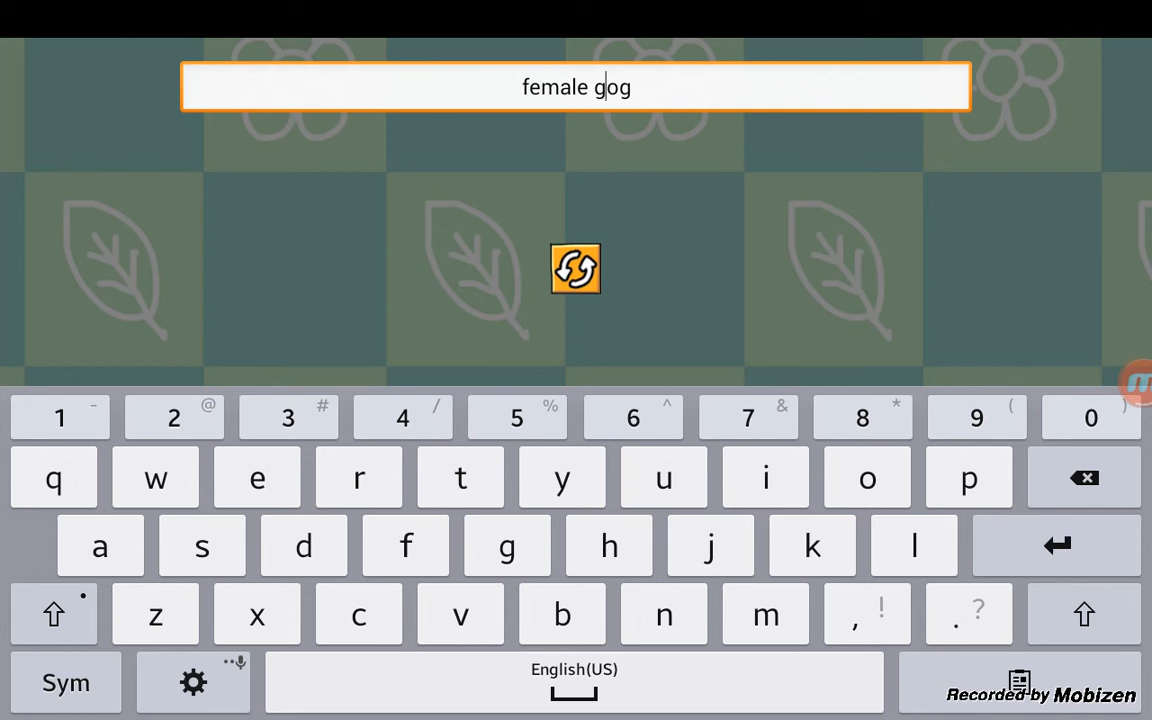 female gog
1 - 2 @ 3 # 4 / 5 % 6 ^ 7 & 8 * 9 ( 0 )
q w e r t y u i o p
a s d f g h j k l
z x c v b n m , ! . ?
English(US)
Sym
Recorded by Mobizen